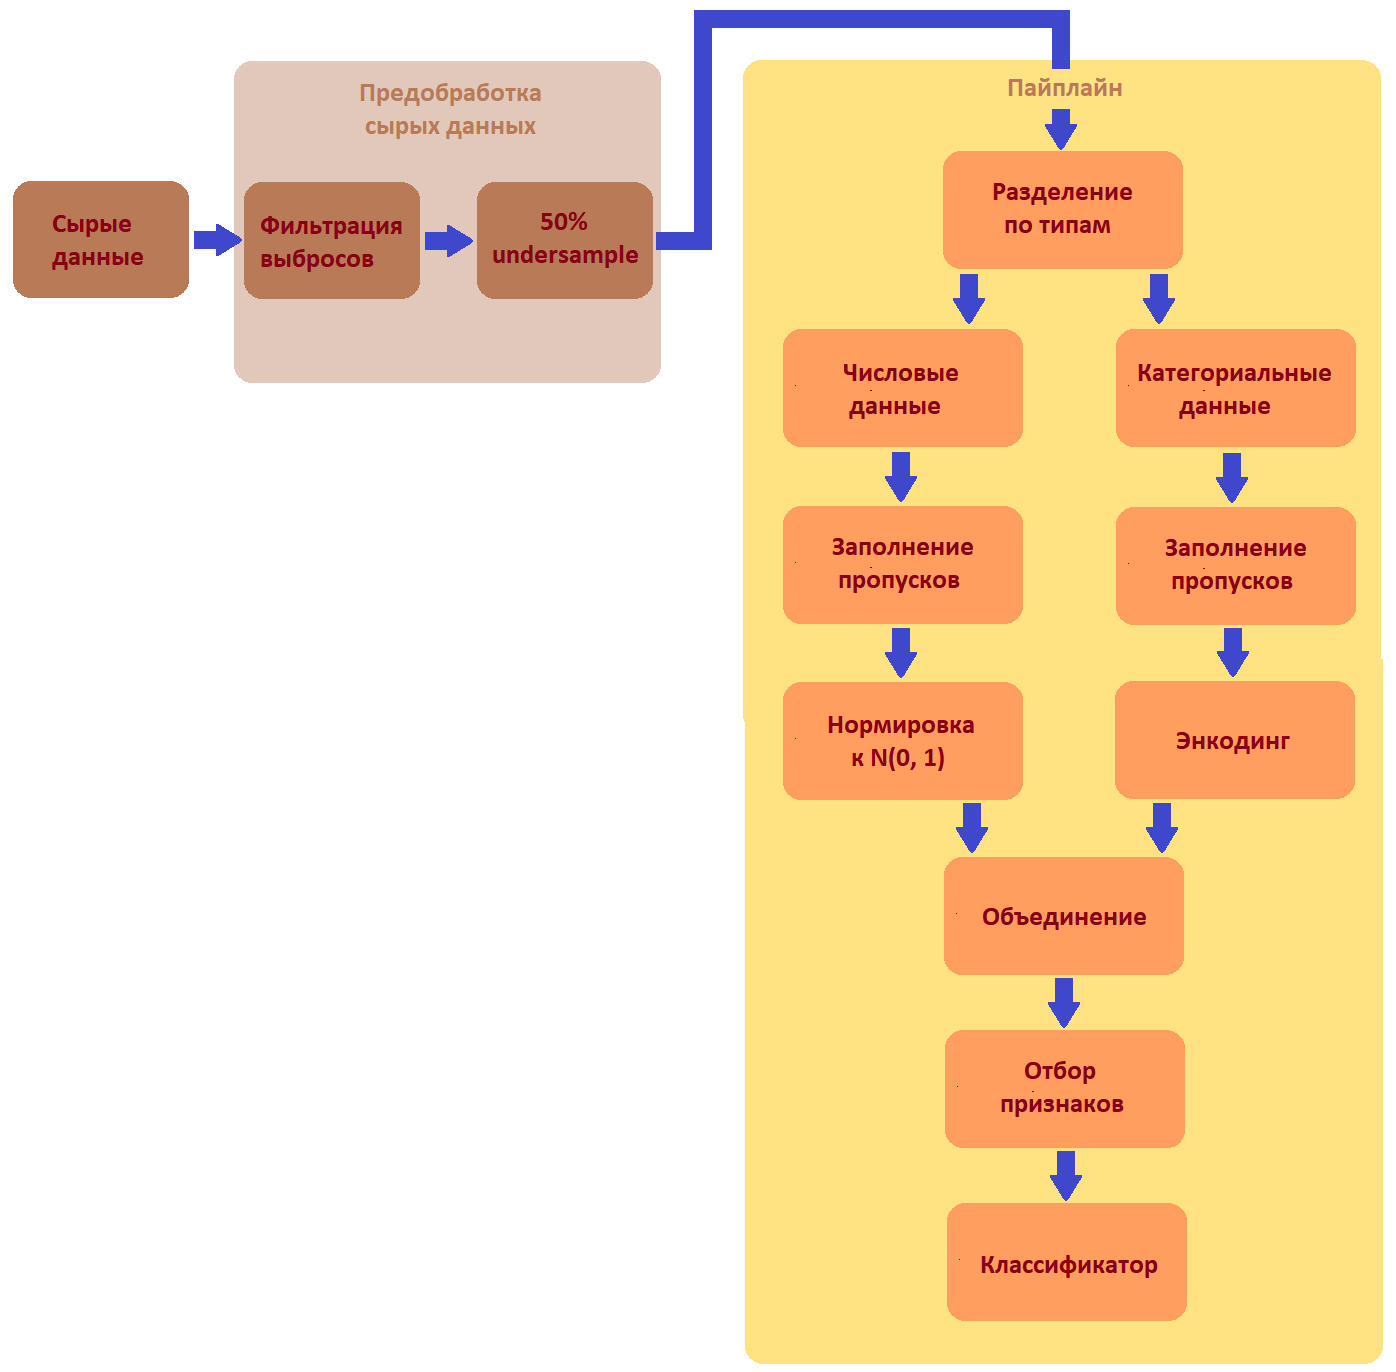 Предобработка
сырых данных
Сырые
данные
Фильтрация
выбросов
50%
undersample
Пайплайн
Разделение
по типам
Числовые
данные
Категориальные
данные
Заполнение
пропусков
Заполнение
пропусков
Нормировка
к N(0, 1)
Энкодинг
Объединение
Отбор
признаков
Классификатор